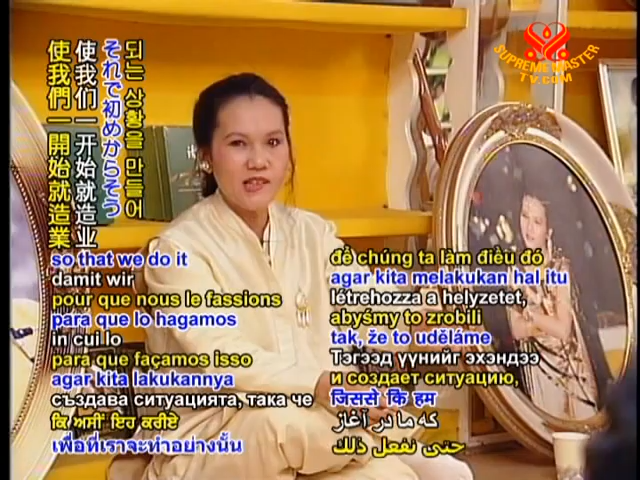 SUPREME MASTER
TV.COM
使我們一開始就造業
使我们一开始就造业
それで初めからそう
되는 상황을 만들어
so that we do it
damit wir
pour que nous le fassions
para que lo hagamos
in cui lo
para que façamos isso
agar kita lakukannya
създава ситуацията, така че
ਕਿ ਅਸੀਂ ਇਹ ਕਰੀਏ
เพื่อที่เราจะทำอย่างนั้น
để chúng ta làm điều đó
agar kita melakukan hal itu
létrehozza a helyzetet,
abyśmy to zrobili
tak, že to uděláme
Тэгээд үүнийг эхэндээ
и создает ситуацию,
जिससे कि हम
که ما در آغاز
حتى نفعل ذلك